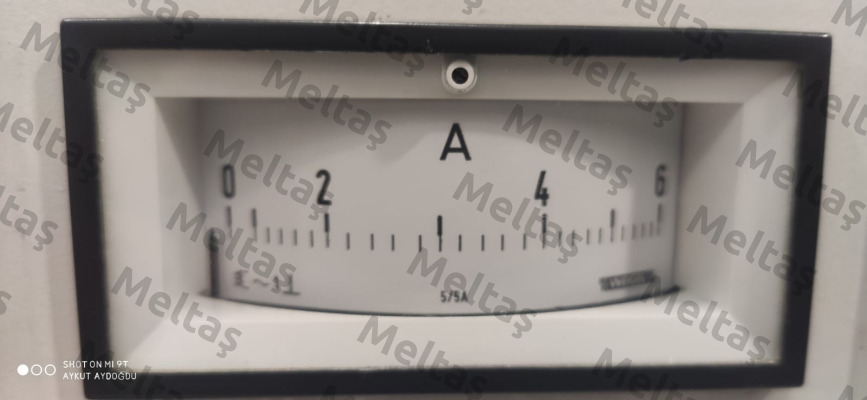 A
0 2 4 6
5/5A
SHOT ON MI 9T
AYKUT AYDOĞDU
Meltaş